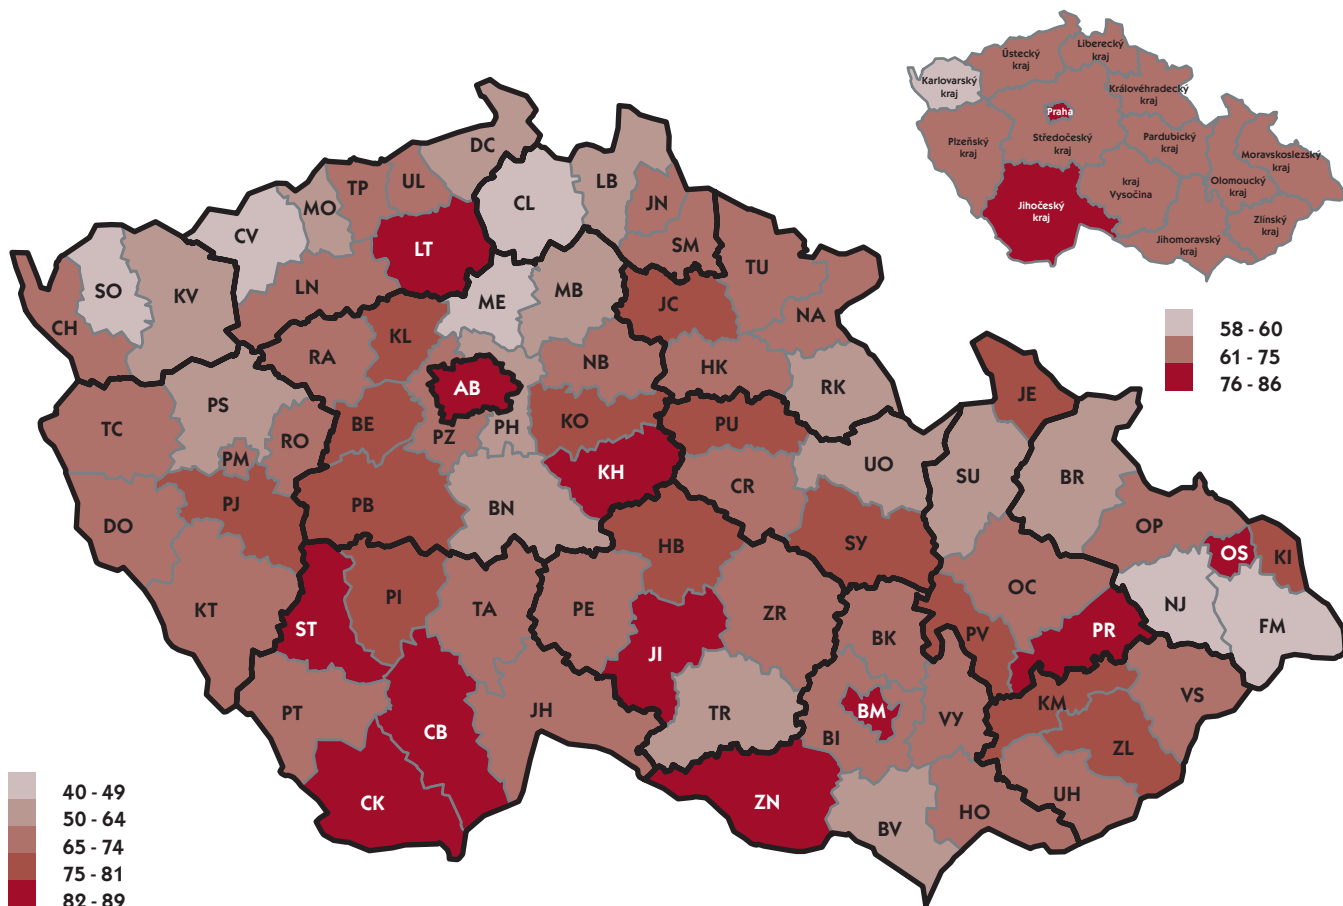 Ústecký
kraj
Liberecký
kraj
Karlovarský
kraj
Královéhradecký
kraj
Praha
Plzeňský
kraj
Středočeský
kraj
Pardubický
kraj
Moravskoslezský
kraj
kraj
Vysočina
Olomoucký
kraj
Jihočeský
kraj
Zlínský
kraj
Jihomoravský
kraj
58 - 60
61 - 75
76 - 86
DC
TP
UL
LB
MO
CL
JN
CV
LT
SM
TU
SO
KV
LN
ME
MB
JC
NA
CH
KL
RA
NB
HK
RK
AB
JE
PS
TC
BE
PZ
PH
KO
PU
RO
PM
UO
KH
SU
BR
CR
PJ
PB
BN
DO
OP
HB
SY
OS
KI
OC
PI
TA
PE
KT
NJ
ZR
FM
ST
BK
PV
PR
JI
VS
PT
JH
TR
BM
VY
KM
CB
BI
ZL
UH
CK
ZN
HO
BV
40 - 49
50 - 64
65 - 74
75 - 81
82 - 89